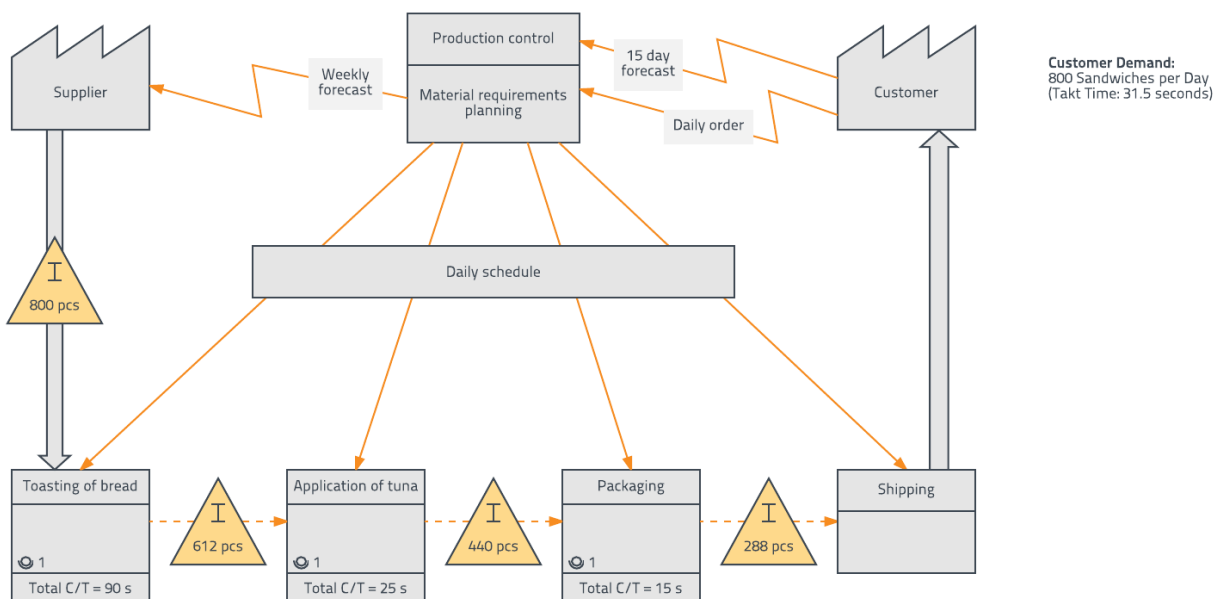 Production control
15 day
forecast
Customer Demand:
800 Sandwiches per Day
(Takt Time: 31.5 seconds)
Supplier
Weekly
forecast
Material requirements
planning
Customer
Daily order
Daily schedule
I
800 pcs
Toasting of bread
1
Total C/T = 90 s
I
612 pcs
Application of tuna
1
Total C/T = 25 s
I
440 pcs
Packaging
1
Total C/T = 15 s
I
288 pcs
Shipping